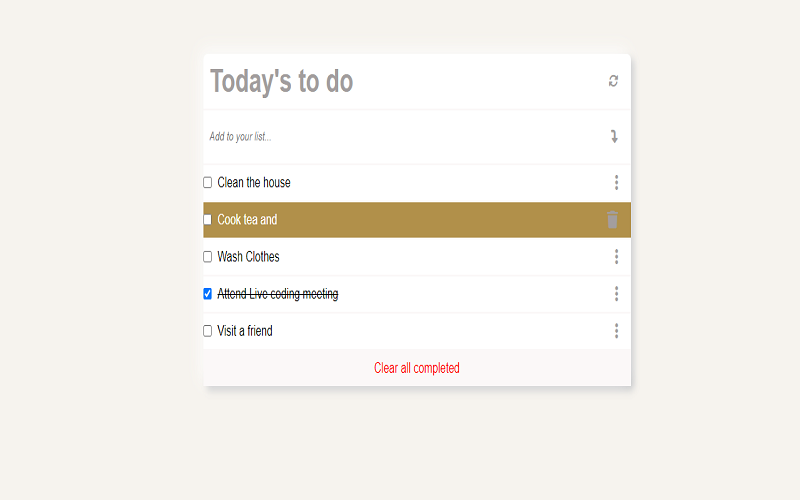 Today's to do
Add to your list...
Clean the house
Cook tea and
Wash Clothes
Attend Live coding meeting
Visit a friend
Clear all completed